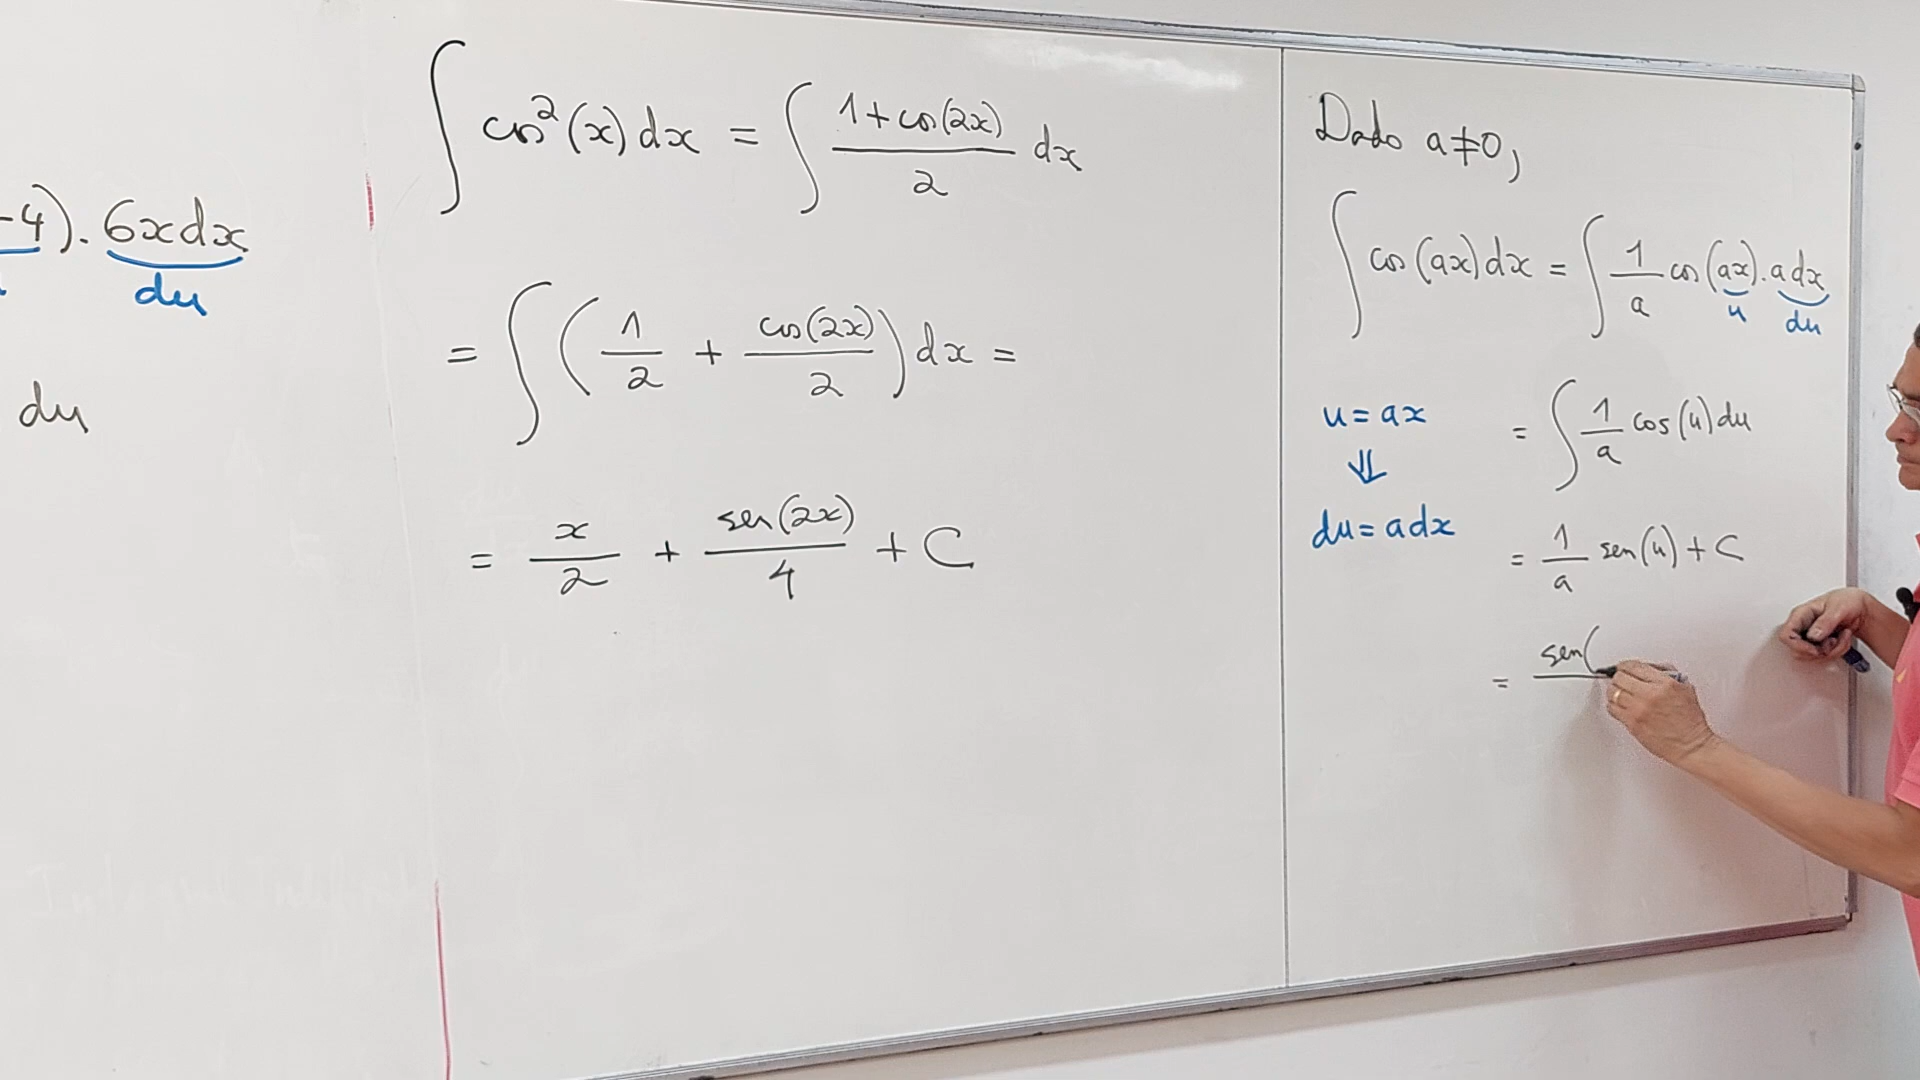 -4). 6x dx
du
du
∫ cos²(x) dx = ∫ (1+cos(2x))/2 dx
= ∫ (1/2 + cos(2x)/2) dx =
= x/2 + sen(2x)/4 + C
Dado a≠0,
∫ cos(ax) dx = ∫ 1/a cos(ax). a dx
u du
u = ax
⇓
du = a dx
= ∫ 1/a cos(u) du
= 1/a sen(u) + C
= sen(